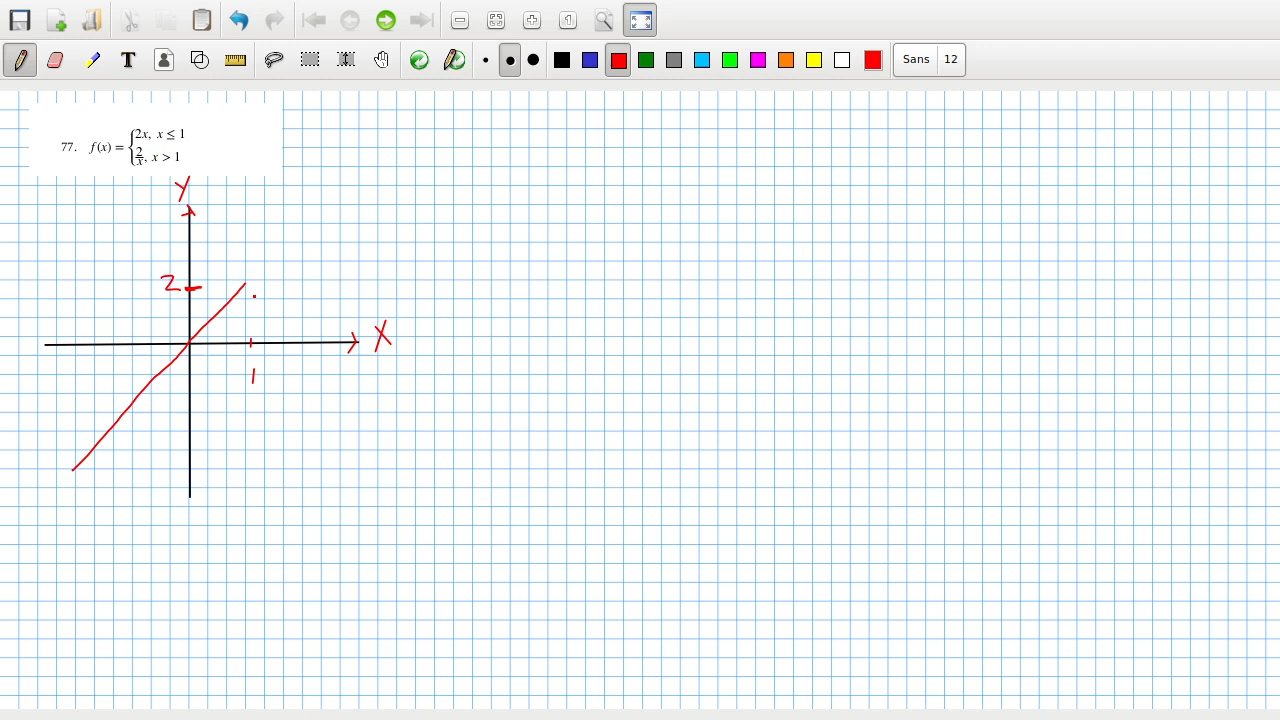 Sans 12
77. f(x) = {2x, x ≤ 1
2/x, x > 1
Y
2
X
1